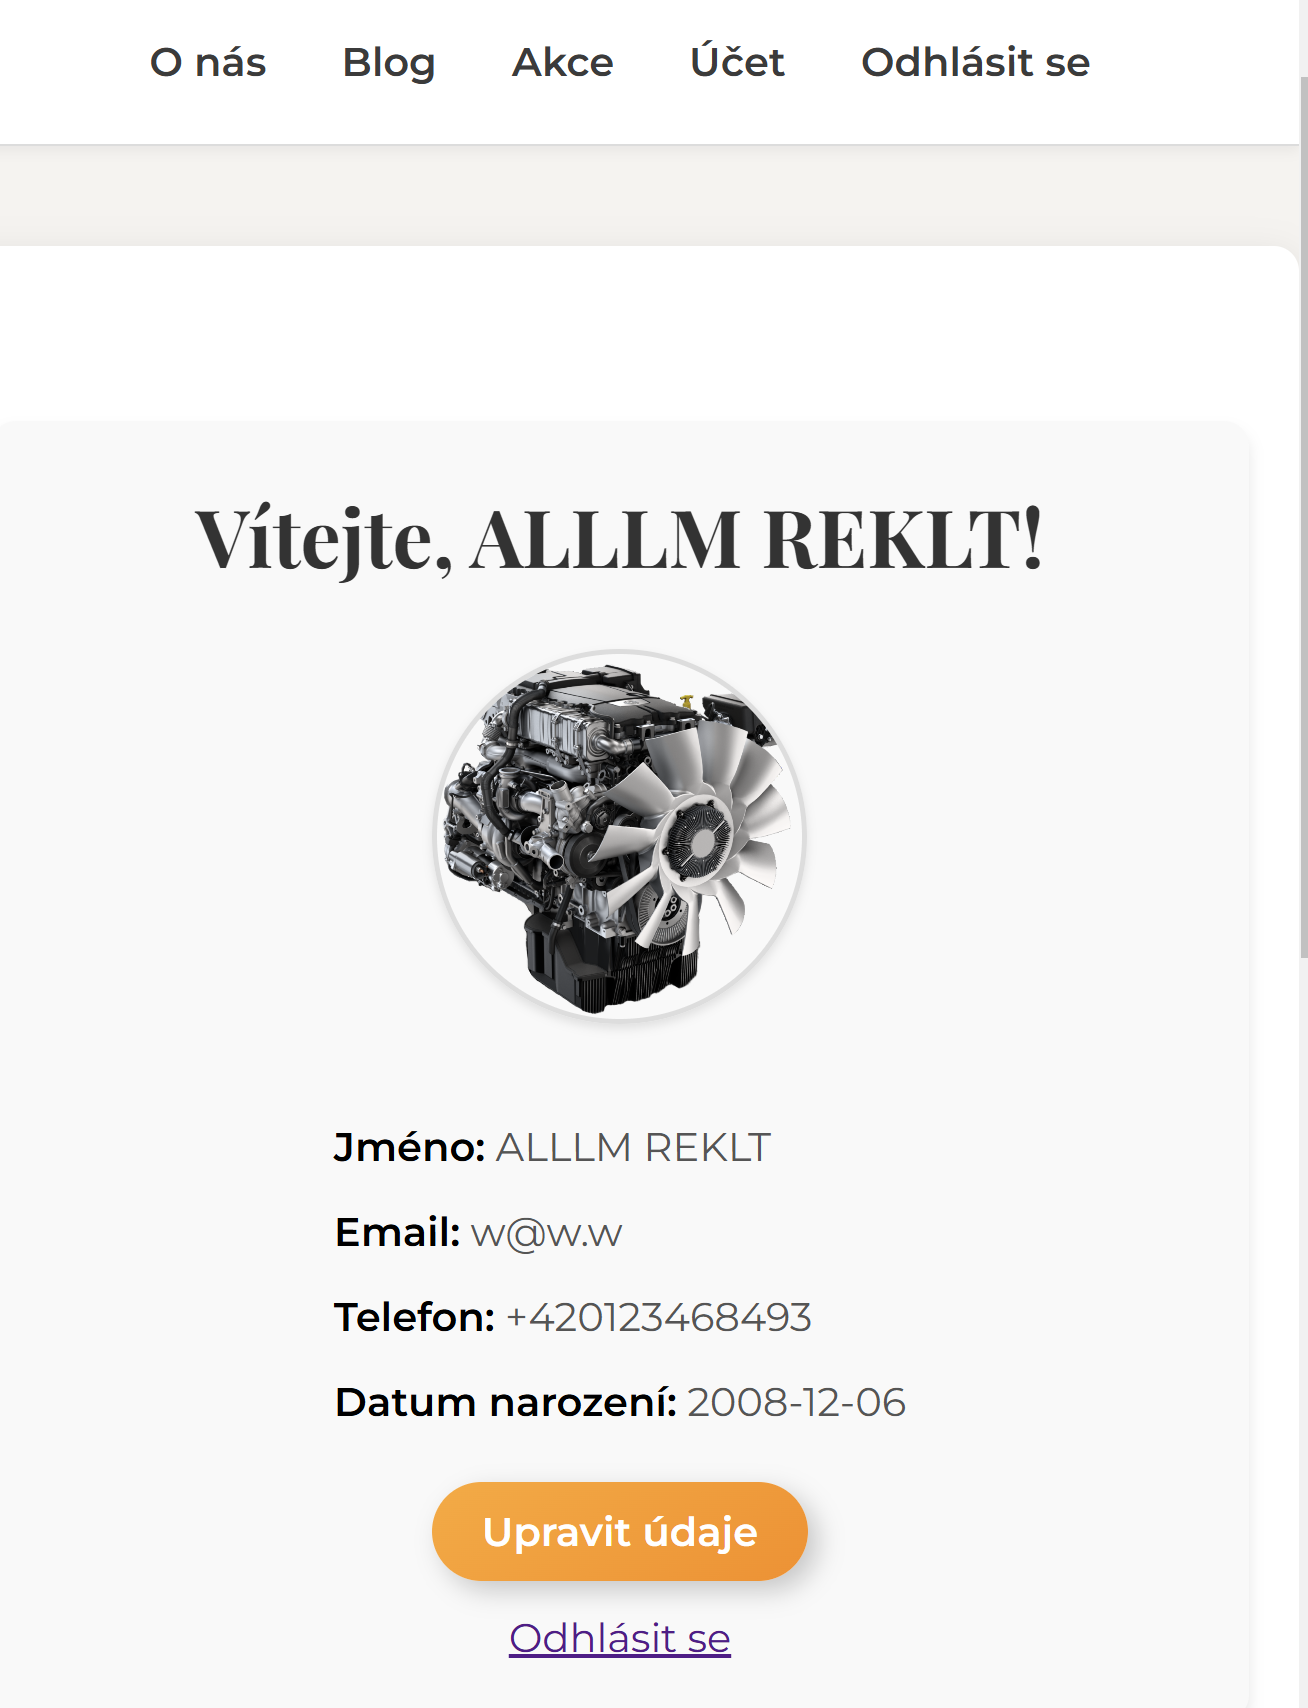 O nás Blog Akce Účet Odhlásit se
Vítejte, ALLLM REKLT!
Jméno: ALLLM REKLT
Email: w@w.w
Telefon: +420123468493
Datum narození: 2008-12-06
Upravit údaje
Odhlásit se